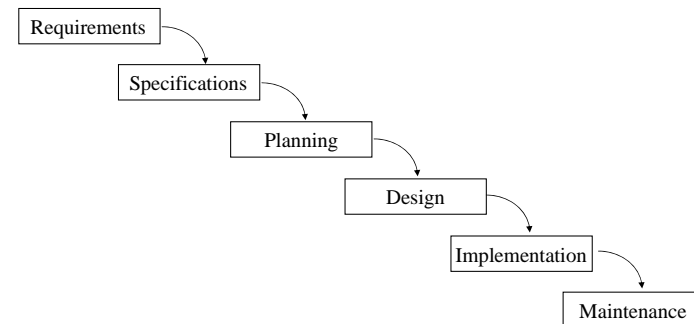 Requirements
Specifications
Planning
Design
Implementation
Maintenance